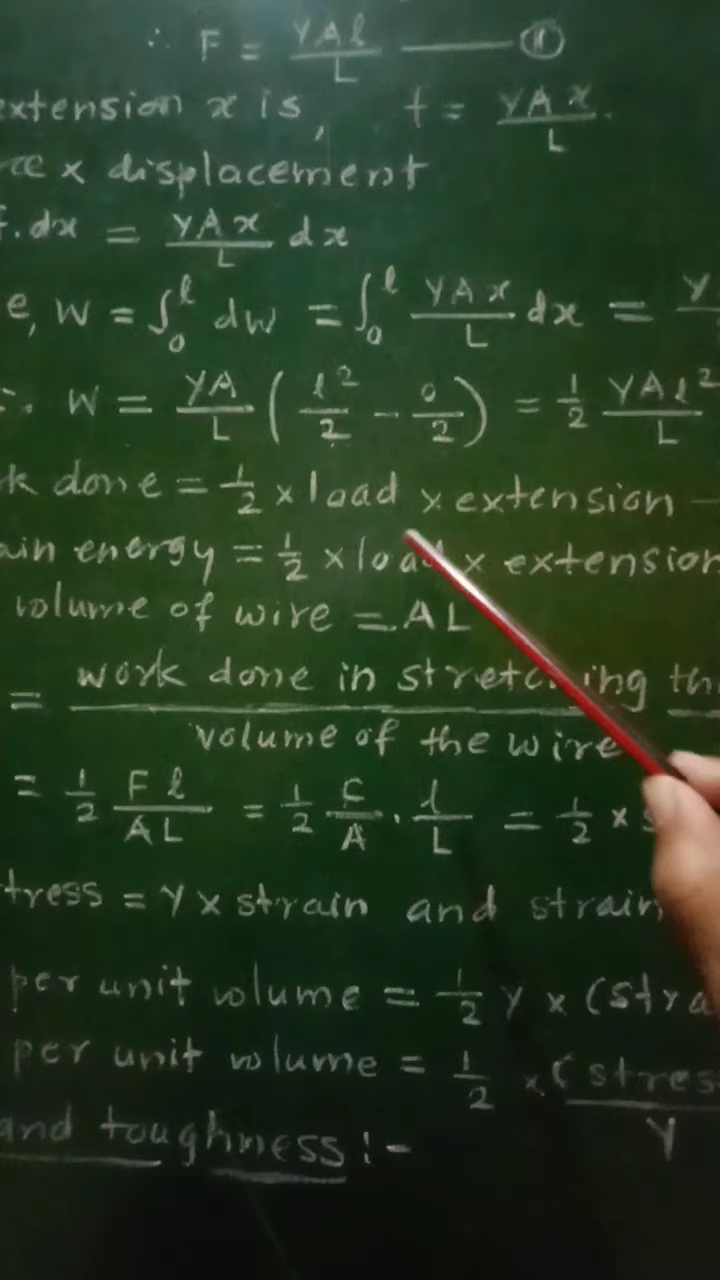 ∴ F = YAl/L ——— (1)
extension x is, f = YAx/L.
ce x displacement
f.dx = YAx/L dx
e, W = ∫₀ˡ dw = ∫₀ˡ YAx/L dx = Y
∴ W = YA/L (l²/2 - 0/2) = 1/2 YAl²/L
k done = 1/2 x load x extension —
ain energy = 1/2 x load x extension
volume of wire = AL
= work done in stretching th
volume of the wire
= 1/2 Fl/AL = 1/2 F/A . l/L = 1/2 x s
tress = Y x strain and strain
per unit volume = 1/2 Y x (stra
per unit volume = 1/2 x (stres/Y
and toughness :-